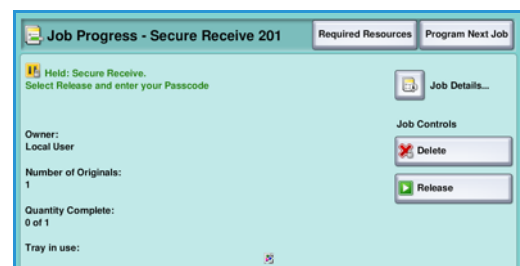 Job Progress - Secure Receive 201
Required Resources
Program Next Job
Held: Secure Receive.
Select Release and enter your Passcode
Job Details...
Owner:
Local User
Job Controls
Delete
Number of Originals:
1
Release
Quantity Complete:
0 of 1
Tray in use: